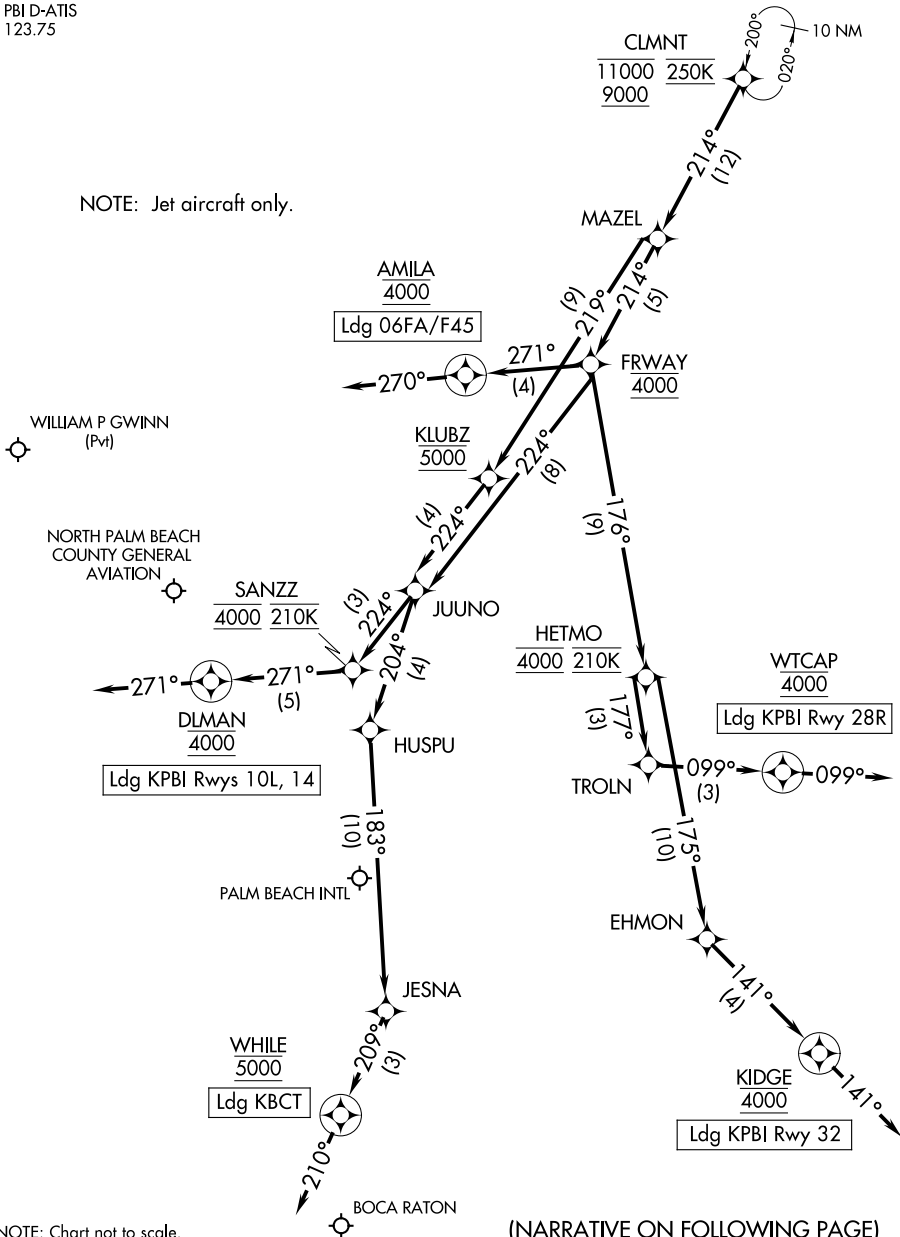 PBI D-ATIS
123.75
200°
10 NM
020°
CLMNT
11000 250K
9000
214°
(12)
NOTE: Jet aircraft only.
MAZEL
AMILA
4000
Ldg 06FA/F45
(9)
219°
214°
(5)
271°
(4)
270°
FRWAY
4000
WILLIAM P GWINN
(Pvt)
KLUBZ
5000
224°
(8)
(4)
224°
176°
(9)
NORTH PALM BEACH
COUNTY GENERAL
AVIATION
SANZZ
4000 210K
(3)
224°
JUUNO
204°
(4)
HETMO
4000 210K
WTCAP
4000
Ldg KPBI Rwy 28R
271°
271°
(5)
DLMAN
4000
Ldg KPBI Rwys 10L, 14
HUSPU
177°
(3)
TROLN
099°
(3)
099°
183°
(10)
175°
(10)
PALM BEACH INTL
EHMON
141°
(4)
JESNA
209°
(3)
WHILE
5000
Ldg KBCT
KIDGE
4000
141°
Ldg KPBI Rwy 32
210°
BOCA RATON
NOTE: Chart not to scale.
(NARRATIVE ON FOLLOWING PAGE)